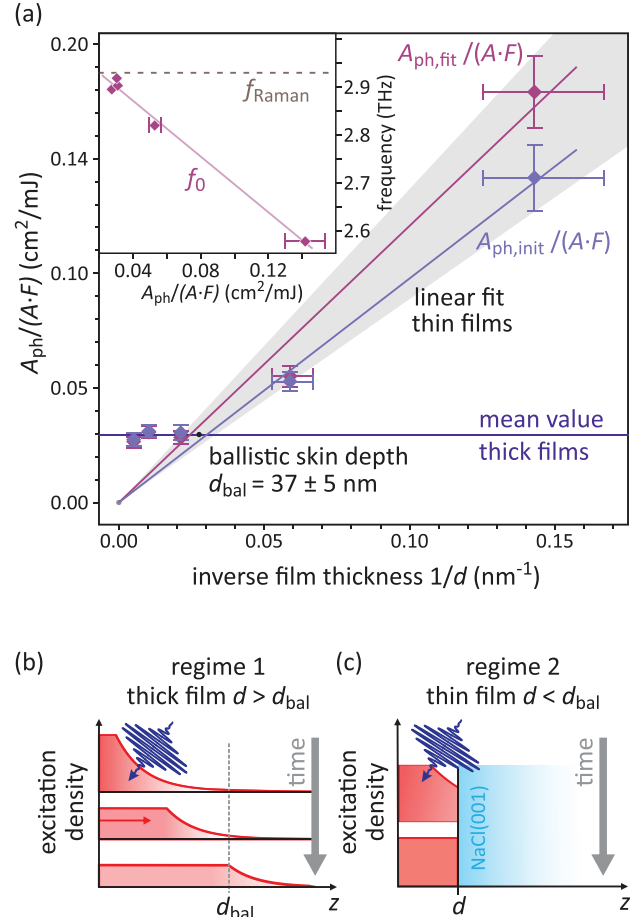 (a)
0.20
0.14
0.10
0.05
0.00
A_ph/(A·F) (cm²/mJ)
A_ph,fit /(A·F)
A_ph,init /(A·F)
f_Raman
f_0
2.9
2.8
2.7
2.6
frequency (THz)
0.04
0.08
0.12
A_ph/(A·F) (cm²/mJ)
linear fit
thin films
mean value
thick films
ballistic skin depth
d_bal = 37 ± 5 nm
0.00
0.05
0.10
0.15
inverse film thickness 1/d (nm⁻¹)
(b)
regime 1
thick film d > d_bal
excitation
density
time
d_bal
z
(c)
regime 2
thin film d < d_bal
excitation
density
NaCl(001)
time
d
z